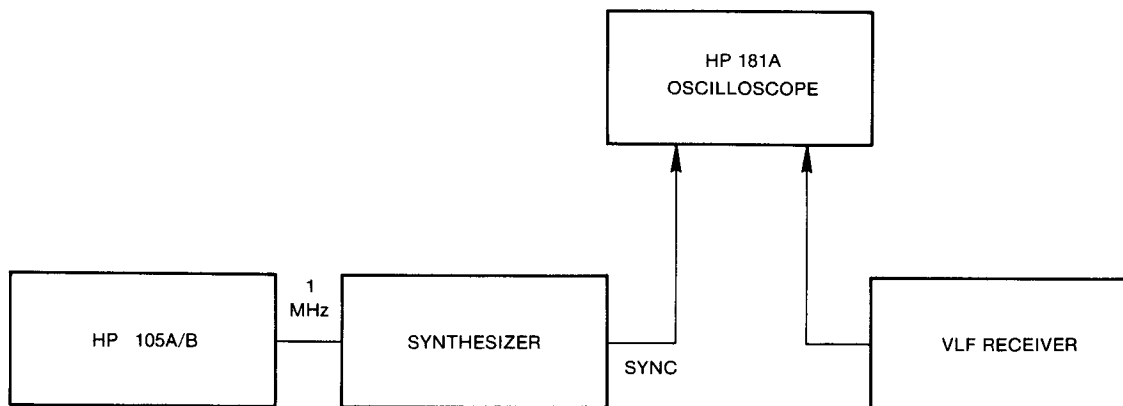 HP 181A
OSCILLOSCOPE
1
MHz
HP 105A/B
SYNTHESIZER
SYNC
VLF RECEIVER